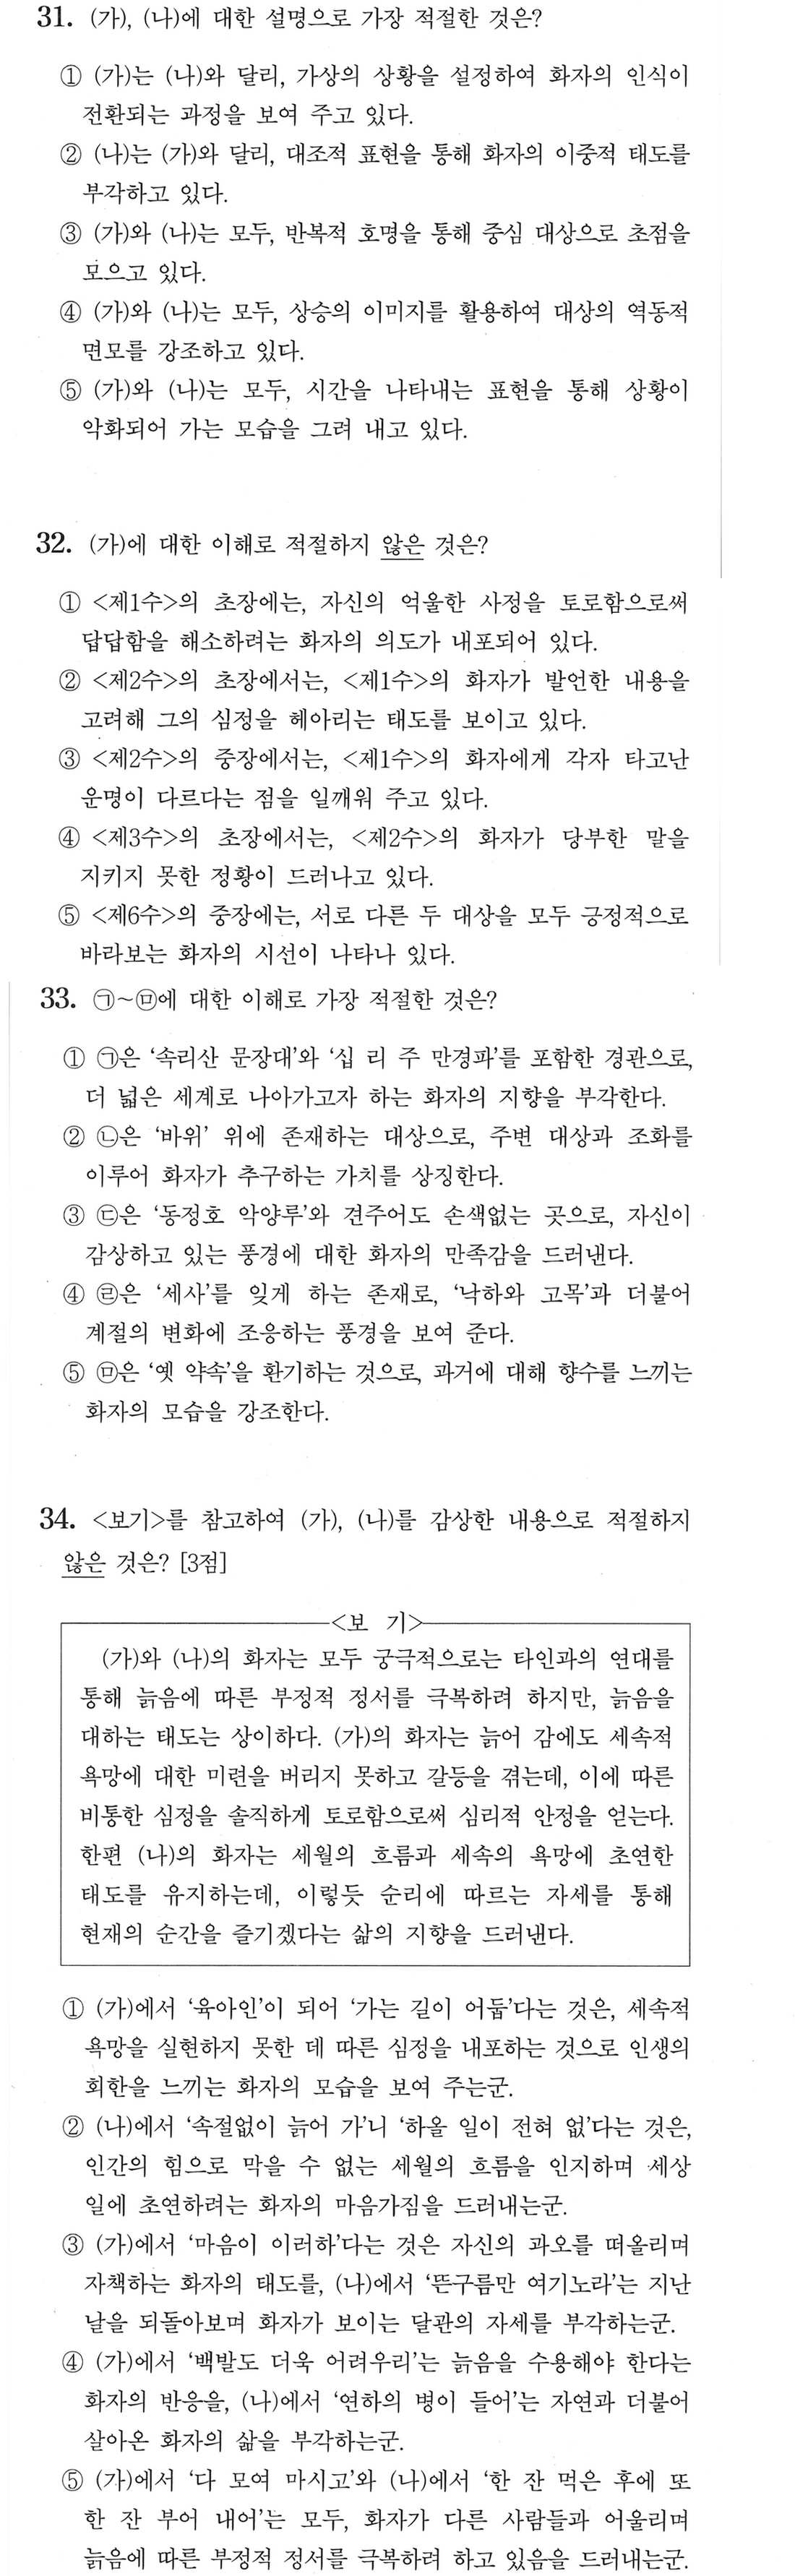 31. (가), (나)에 대한 설명으로 가장 적절한 것은?
① (가)는 (나)와 달리, 가상의 상황을 설정하여 화자의 인식이
전환되는 과정을 보여 주고 있다.
② (나)는 (가)와 달리, 대조적 표현을 통해 화자의 이중적 태도를
부각하고 있다.
③ (가)와 (나)는 모두, 반복적 호명을 통해 중심 대상으로 초점을
모으고 있다.
④ (가)와 (나)는 모두, 상승의 이미지를 활용하여 대상의 역동적
면모를 강조하고 있다.
⑤ (가)와 (나)는 모두, 시간을 나타내는 표현을 통해 상황이
악화되어 가는 모습을 그려 내고 있다.
32. (가)에 대한 이해로 적절하지 않은 것은?
① <제1수>의 초장에는, 자신의 억울한 사정을 토로함으로써
답답함을 해소하려는 화자의 의도가 내포되어 있다.
② <제2수>의 초장에서는, <제1수>의 화자가 발언한 내용을
고려해 그의 심정을 헤아리는 태도를 보이고 있다.
③ <제2수>의 중장에서는, <제1수>의 화자에게 각자 타고난
운명이 다르다는 점을 일깨워 주고 있다.
④ <제3수>의 초장에서는, <제2수>의 화자가 당부한 말을
지키지 못한 정황이 드러나고 있다.
⑤ <제6수>의 중장에는, 서로 다른 두 대상을 모두 긍정적으로
바라보는 화자의 시선이 나타나 있다.
33. ㉠~㉤에 대한 이해로 가장 적절한 것은?
① ㉠은 '속리산 문장대'와 '십 리 주 만경파'를 포함한 경관으로,
더 넓은 세계로 나아가고자 하는 화자의 지향을 부각한다.
② ㉡은 '바위' 위에 존재하는 대상으로, 주변 대상과 조화를
이루어 화자가 추구하는 가치를 상징한다.
③ ㉢은 '동정호 악양루'와 견주어도 손색없는 곳으로, 자신이
감상하고 있는 풍경에 대한 화자의 만족감을 드러낸다.
④ ㉣은 '세사'를 잊게 하는 존재로, '낙하와 고목'과 더불어
계절의 변화에 조응하는 풍경을 보여 준다.
⑤ ㉤은 '옛 약속'을 환기하는 것으로, 과거에 대해 향수를 느끼는
화자의 모습을 강조한다.
34. <보기>를 참고하여 (가), (나)를 감상한 내용으로 적절하지
않은 것은? [3점]
<보 기>
(가)와 (나)의 화자는 모두 궁극적으로는 타인과의 연대를
통해 늙음에 따른 부정적 정서를 극복하려 하지만, 늙음을
대하는 태도는 상이하다. (가)의 화자는 늙어 감에도 세속적
욕망에 대한 미련을 버리지 못하고 갈등을 겪는데, 이에 따른
비통한 심정을 솔직하게 토로함으로써 심리적 안정을 얻는다.
한편 (나)의 화자는 세월의 흐름과 세속의 욕망에 초연한
태도를 유지하는데, 이렇듯 순리에 따르는 자세를 통해
현재의 순간을 즐기겠다는 삶의 지향을 드러낸다.
① (가)에서 '육아인'이 되어 '가는 길이 어둡'다는 것은, 세속적
욕망을 실현하지 못한 데 따른 심정을 내포하는 것으로 인생의
회한을 느끼는 화자의 모습을 보여 주는군.
② (나)에서 '속절없이 늙어 가'니 '하올 일이 전혀 없'다는 것은,
인간의 힘으로 막을 수 없는 세월의 흐름을 인지하며 세상
일에 초연하려는 화자의 마음가짐을 드러내는군.
③ (가)에서 '마음이 이러하'다는 것은 자신의 과오를 떠올리며
자책하는 화자의 태도를, (나)에서 '뜬구름만 여기노라'는 지난
날을 되돌아보며 화자가 보이는 달관의 자세를 부각하는군.
④ (가)에서 '백발도 더욱 어려우리'는 늙음을 수용해야 한다는
화자의 반응을, (나)에서 '연하의 병이 들어'는 자연과 더불어
살아온 화자의 삶을 부각하는군.
⑤ (가)에서 '다 모여 마시고'와 (나)에서 '한 잔 먹은 후에 또
한 잔 부어 내어'는 모두, 화자가 다른 사람들과 어울리며
늙음에 따른 부정적 정서를 극복하려 하고 있음을 드러내는군.